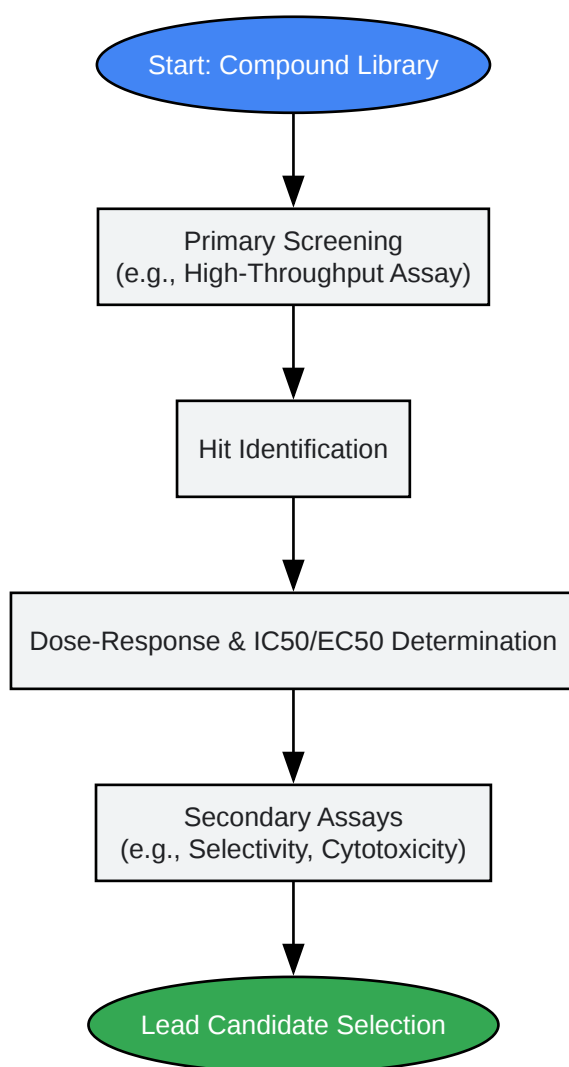 Start: Compound Library
Primary Screening
(e.g., High-Throughput Assay)
Hit Identification
Dose-Response & IC50/EC50 Determination
Secondary Assays
(e.g., Selectivity, Cytotoxicity)
Lead Candidate Selection